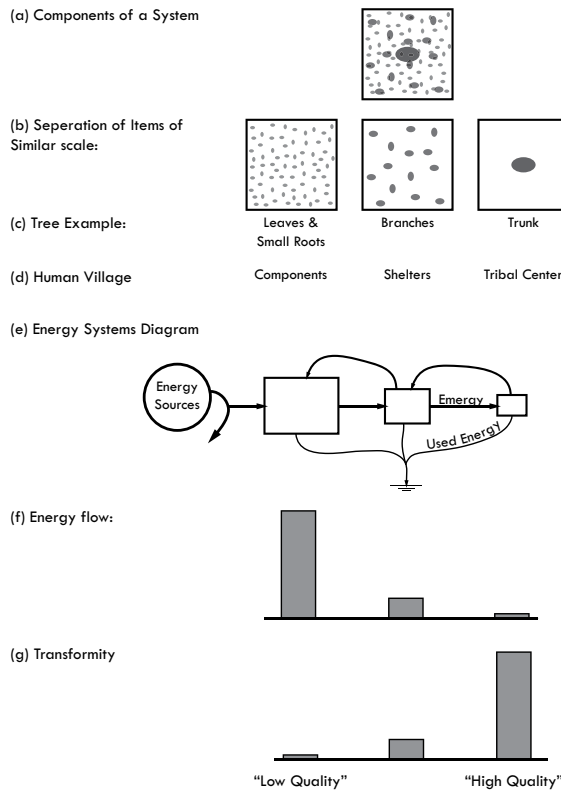 (a) Components of a System
(b) Seperation of Items of
Similar scale:
(c) Tree Example:
Leaves &
Small Roots
Branches
Trunk
(d) Human Village
Components
Shelters
Tribal Center
(e) Energy Systems Diagram
Energy
Sources
Emergy
Used Energy
(f) Energy flow:
(g) Transformity
“Low Quality”
“High Quality”